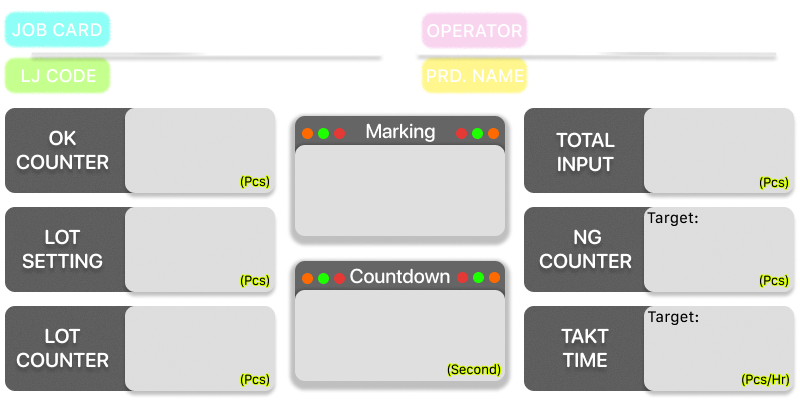 JOB CARD
OPERATOR
LJ CODE
PRD. NAME
OK
COUNTER
(Pcs)
Marking
TOTAL
INPUT
(Pcs)
LOT
SETTING
(Pcs)
Target:
NG
COUNTER
(Pcs)
Countdown
(Second)
LOT
COUNTER
(Pcs)
Target:
TAKT
TIME
(Pcs/Hr)